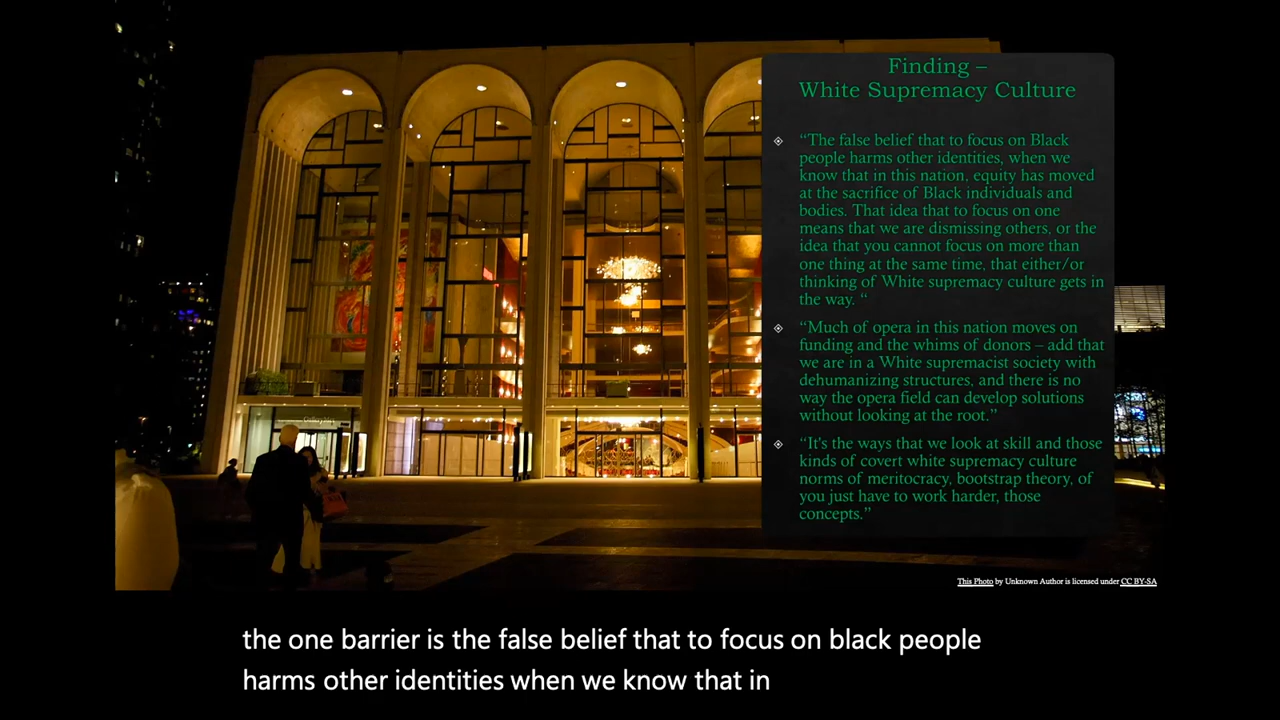 Finding –
White Supremacy Culture
“The false belief that to focus on Black
people harms other identities, when we
know that in this nation, equity has moved
at the sacrifice of Black individuals and
bodies. That idea that to focus on one
means that we are dismissing others, or the
idea that you cannot focus on more than
one thing at the same time, that either/or
thinking of White supremacy culture gets in
the way. “
“Much of opera in this nation moves on
funding and the whims of donors – add that
we are in a White supremacist society with
dehumanizing structures, and there is no
way the opera field can develop solutions
without looking at the root.”
“It's the ways that we look at skill and those
kinds of covert white supremacy culture
norms of meritocracy, bootstrap theory, of
you just have to work harder, those
concepts.”
This Photo by Unknown Author is licensed under CC BY-SA
the one barrier is the false belief that to focus on black people
harms other identities when we know that in